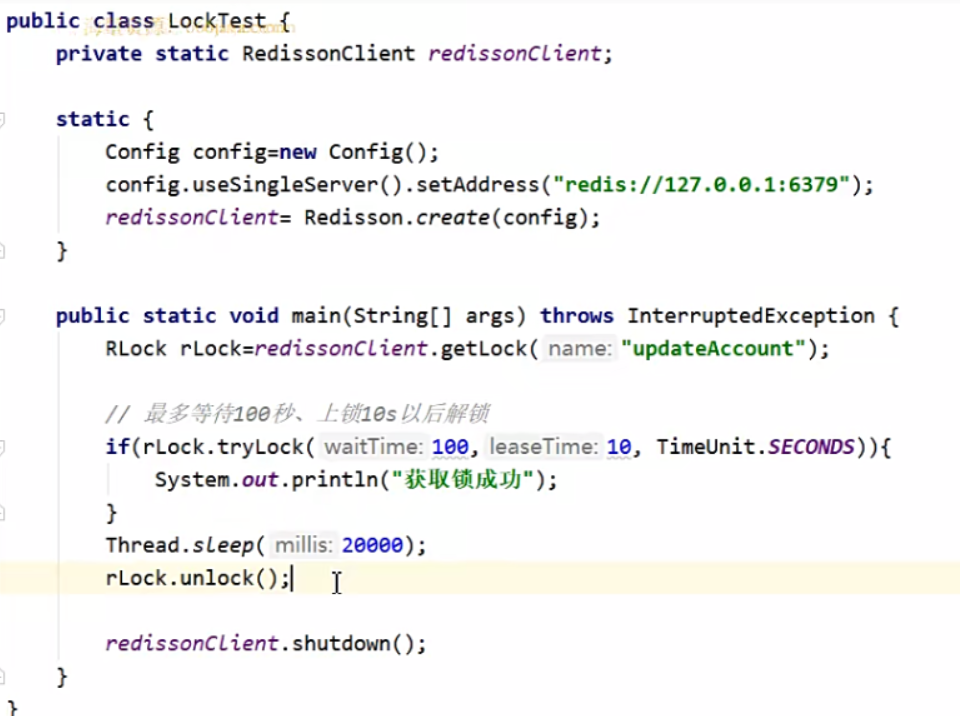 public class LockTest {
private static RedissonClient redissonClient;
static {
Config config=new Config();
config.useSingleServer().setAddress("redis://127.0.0.1:6379");
redissonClient= Redisson.create(config);
}
public static void main(String[] args) throws InterruptedException {
RLock rLock=redissonClient.getLock( name: "updateAccount");
// 最多等待100秒、上锁10s以后解锁
if(rLock.tryLock( waitTime: 100, leaseTime: 10, TimeUnit.SECONDS)){
System.out.println("获取锁成功");
}
Thread.sleep( millis: 20000);
rLock.unlock();
redissonClient.shutdown();
}
}